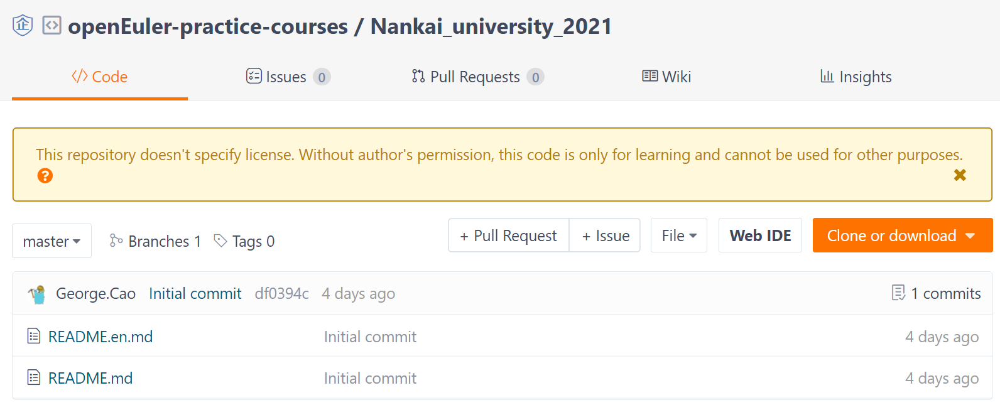 企 openEuler-practice-courses / Nankai_university_2021
Code Issues 0 Pull Requests 0 Wiki Insights
This repository doesn't specify license. Without author's permission, this code is only for learning and cannot be used for other purposes.
?
master Branches 1 Tags 0 + Pull Request + Issue File Web IDE Clone or download
George.Cao Initial commit df0394c 4 days ago 1 commits
README.en.md Initial commit 4 days ago
README.md Initial commit 4 days ago